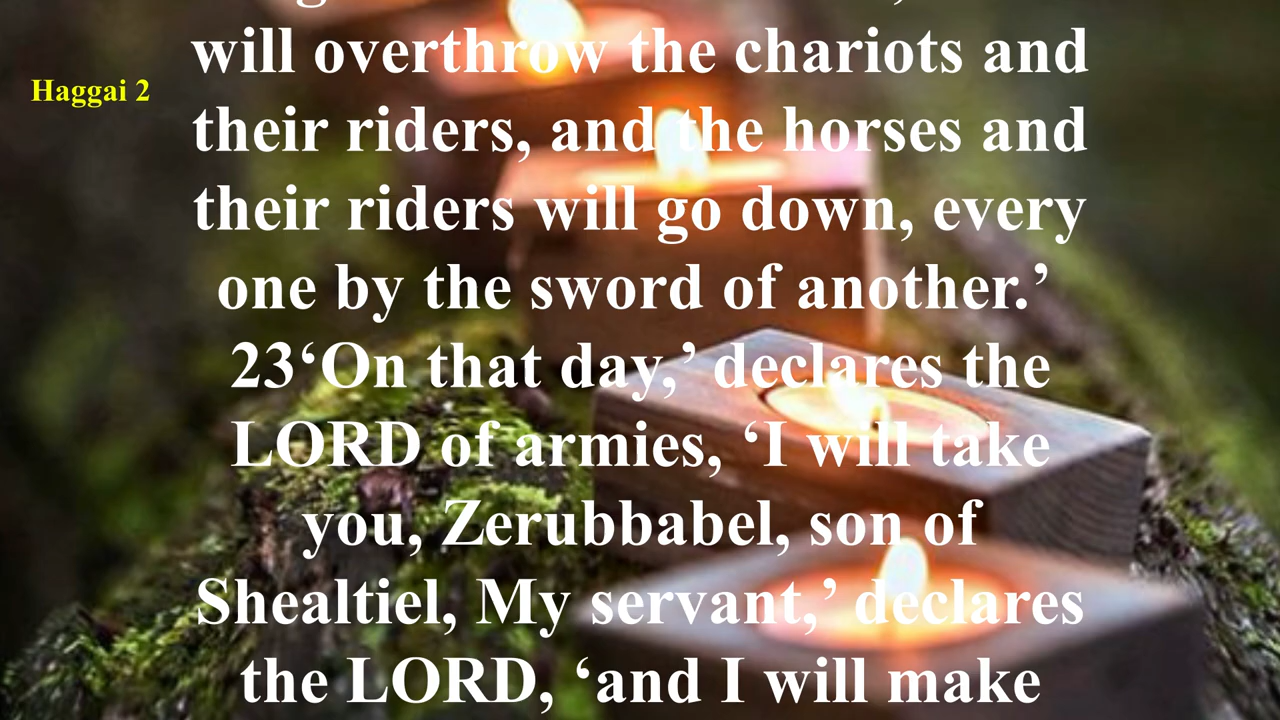 Haggai 2
will overthrow the chariots and
their riders, and the horses and
their riders will go down, every
one by the sword of another.’
23‘On that day,’ declares the
LORD of armies, ‘I will take
you, Zerubbabel, son of
Shealtiel, My servant,’ declares
the LORD, ‘and I will make